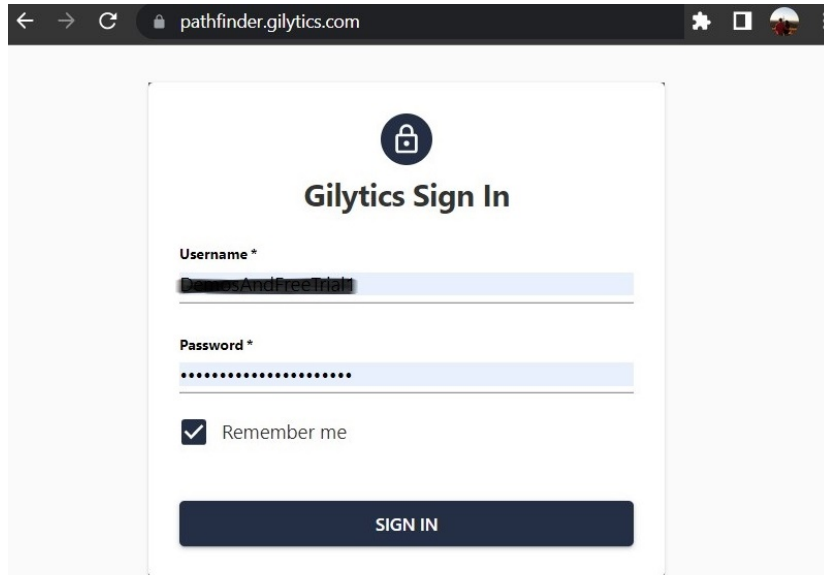 pathfinder.gilytics.com
Gilytics Sign In
Username *
Password *
Remember me
SIGN IN